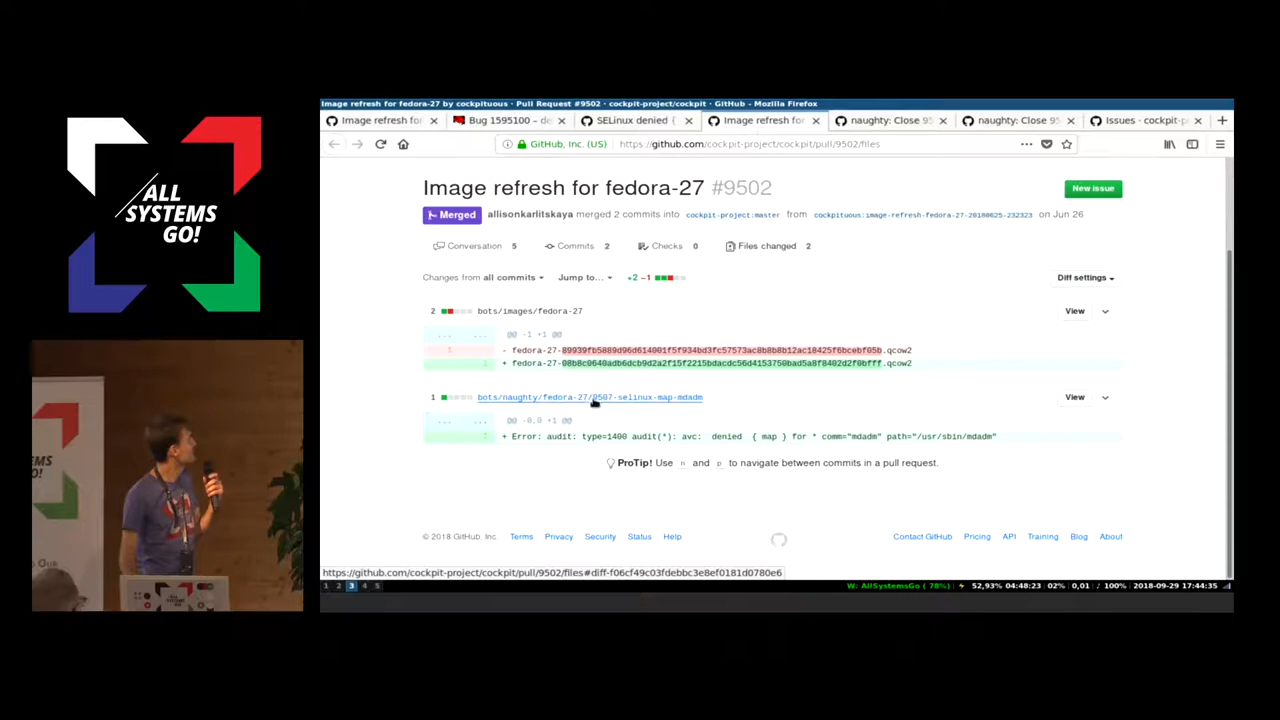 ALL
SYSTEMS
GO!
Image refresh for fedora-27 by cockpituous · Pull Request #9502 · cockpit-project/cockpit · GitHub - Mozilla Firefox
Image refresh fo
Bug 1595100 – de
SELinux denied {
Image refresh for
naughty: Close 95
naughty: Close 95
Issues · cockpit-p
GitHub, Inc. (US)
https://github.com/cockpit-project/cockpit/pull/9502/files
Image refresh for fedora-27 #9502
New issue
Merged allisonkarlitskaya merged 2 commits into cockpit-project:master from cockpituous:image-refresh-fedora-27-20180625-232323 on Jun 26
Conversation 5 Commits 2 Checks 0 Files changed 2
Changes from all commits Jump to... +2 −1
Diff settings
2 bots/images/fedora-27 View
... ... @@ -1 +1 @@
1 - fedora-27-89939fb5889d96d614001f5f934bd3fc57573ac8b8b8b12ac18425f6bcebf05b.qcow2
1 + fedora-27-08b8c0640adb6dcb9d2a2f15f2215bdacdc56d4153750bad5a8f8402d2f0bfff.qcow2
1 bots/naughty/fedora-27/9507-selinux-map-mdadm View
... ... @@ -0,0 +1 @@
1 + Error: audit: type=1400 audit(*): avc: denied { map } for * comm="mdadm" path="/usr/sbin/mdadm"
ProTip! Use n and p to navigate between commits in a pull request.
© 2018 GitHub, Inc. Terms Privacy Security Status Help
Contact GitHub Pricing API Training Blog About
https://github.com/cockpit-project/cockpit/pull/9502/files#diff-f06cf49c03fdebbc3e8ef0181d0780e6
1 2 3 4 5
W: AllSystemsGo ( 78%) 52,93% 04:48:23 02% 0,01 100% 2018-09-29 17:44:35
EMS